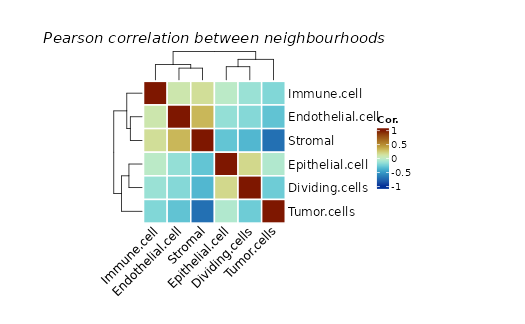 Pearson correlation between neighbourhoods
Immune.cell
Endothelial.cell
Stromal
Epithelial.cell
Dividing.cells
Tumor.cells
Cor.
1
0.5
0
-0.5
-1
Immune.cell
Endothelial.cell
Stromal
Epithelial.cell
Dividing.cells
Tumor.cells